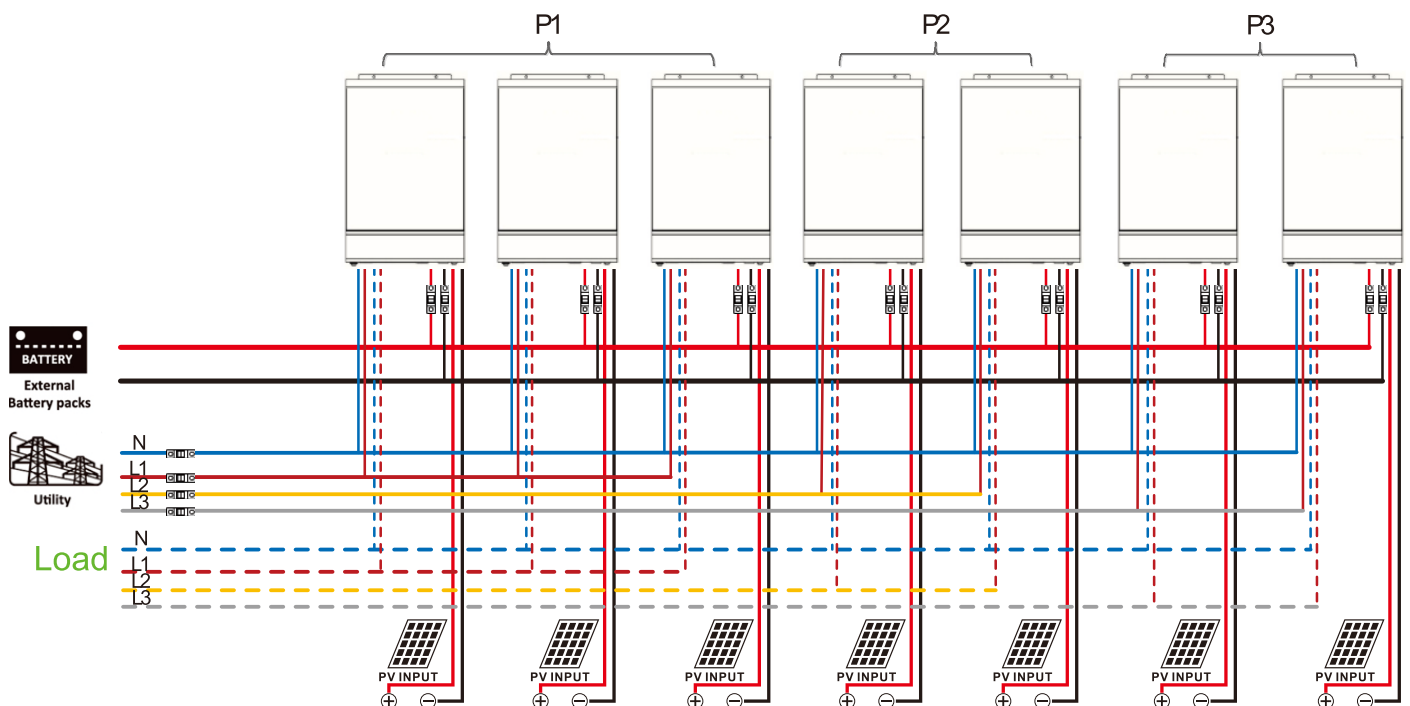 P1
P2
P3
BATTERY
External
Battery packs
N
L1
L2
L3
Utility
N
Load
L1
L2
L3
PV INPUT
PV INPUT
PV INPUT
PV INPUT
PV INPUT
PV INPUT
PV INPUT